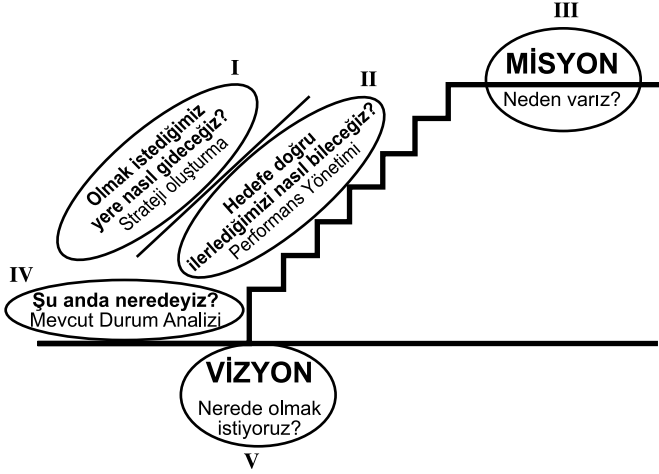 III
MİSYON
Neden varız?
I
Olmak istediğimiz
yere nasıl gideceğiz?
Strateji oluşturma
II
Hedefe doğru
ilerlediğimizi nasıl bileceğiz?
Performans Yönetimi
IV
Şu anda neredeyiz?
Mevcut Durum Analizi
VİZYON
Nerede olmak
istiyoruz?
V